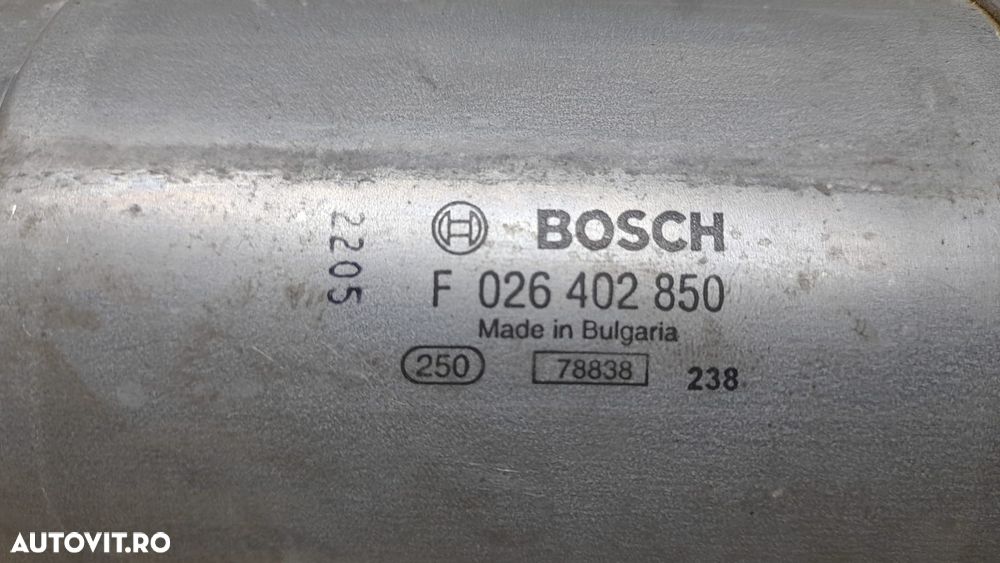 BOSCH
F 026 402 850
Made in Bulgaria
250 78838 238
2205
AUTOVIT.RO